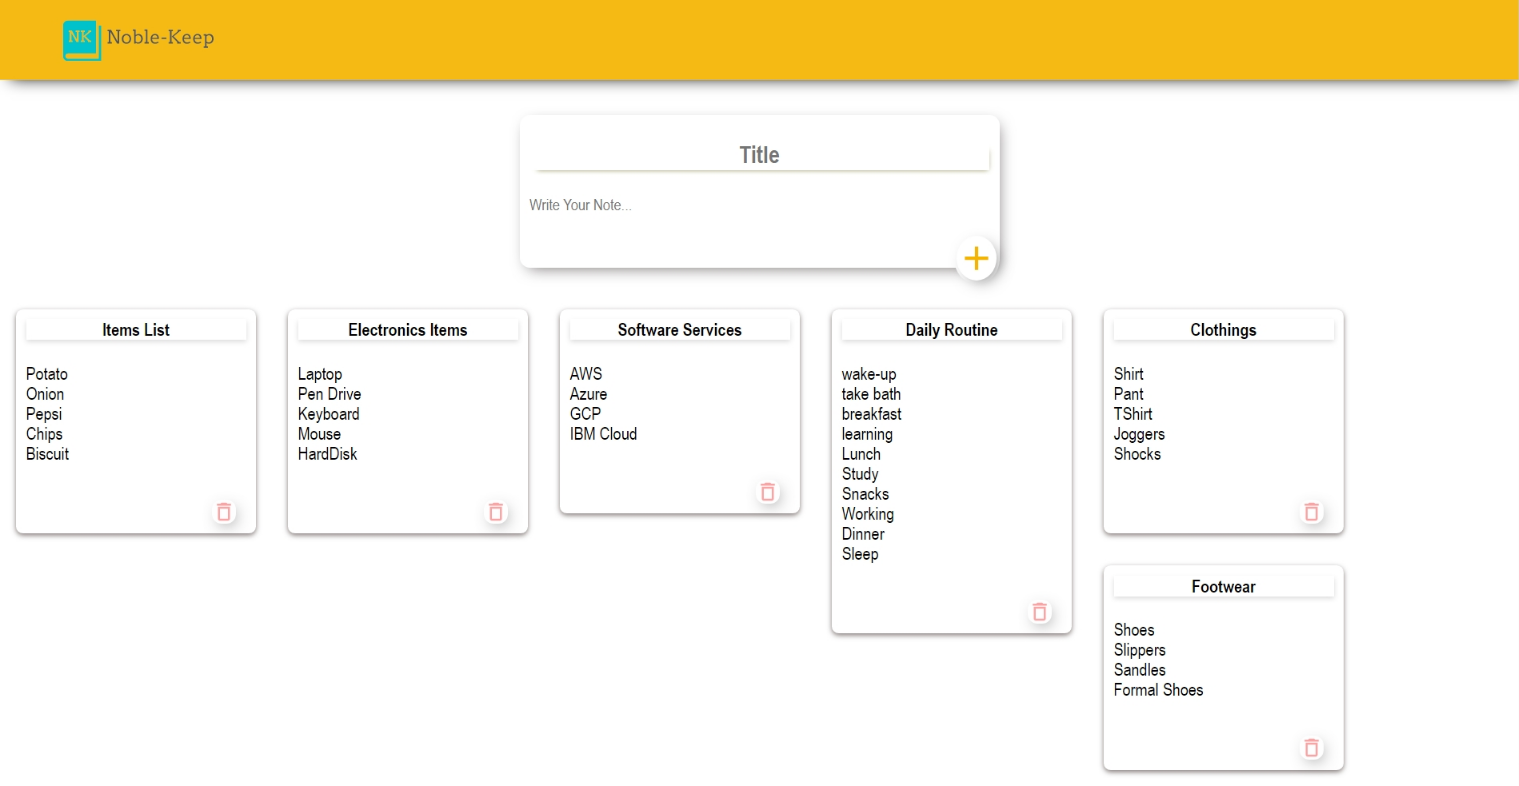 NK Noble-Keep
Title
Write Your Note...
Items List
Potato
Onion
Pepsi
Chips
Biscuit
Electronics Items
Laptop
Pen Drive
Keyboard
Mouse
HardDisk
Software Services
AWS
Azure
GCP
IBM Cloud
Daily Routine
wake-up
take bath
breakfast
learning
Lunch
Study
Snacks
Working
Dinner
Sleep
Clothings
Shirt
Pant
TShirt
Joggers
Shocks
Footwear
Shoes
Slippers
Sandles
Formal Shoes